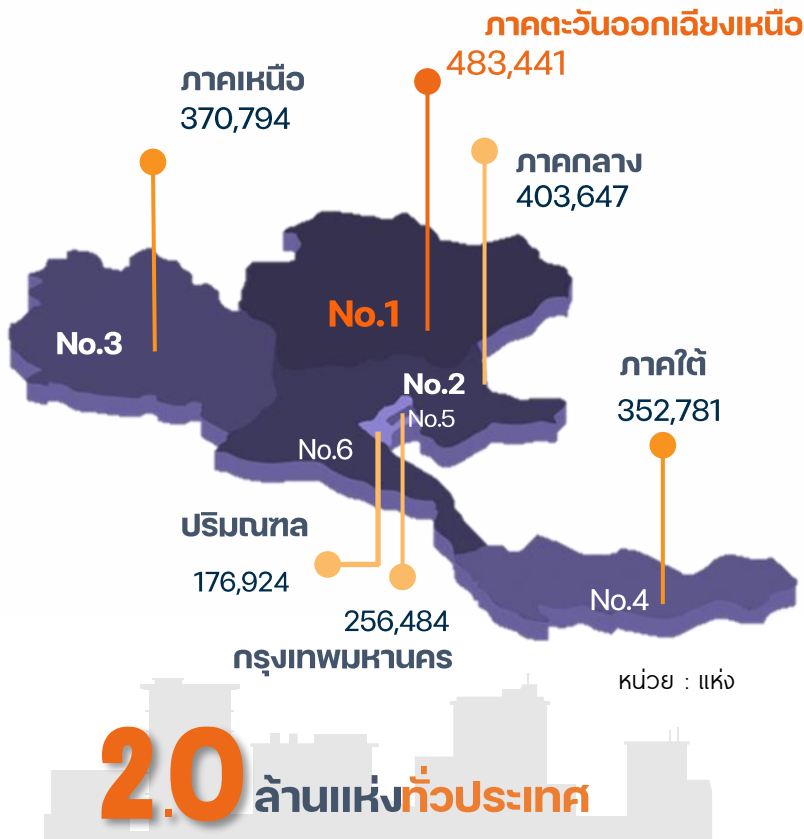 ภาคตะวันออกเฉียงเหนือ
483,441
ภาคเหนือ
370,794
ภาคกลาง
403,647
No.1
No.3
No.2
No.5
No.6
ภาคใต้
352,781
ปริมณฑล
176,924
256,484
กรุงเทพมหานคร
No.4
หน่วย : แห่ง
2.0 ล้านแห่งทั่วประเทศ